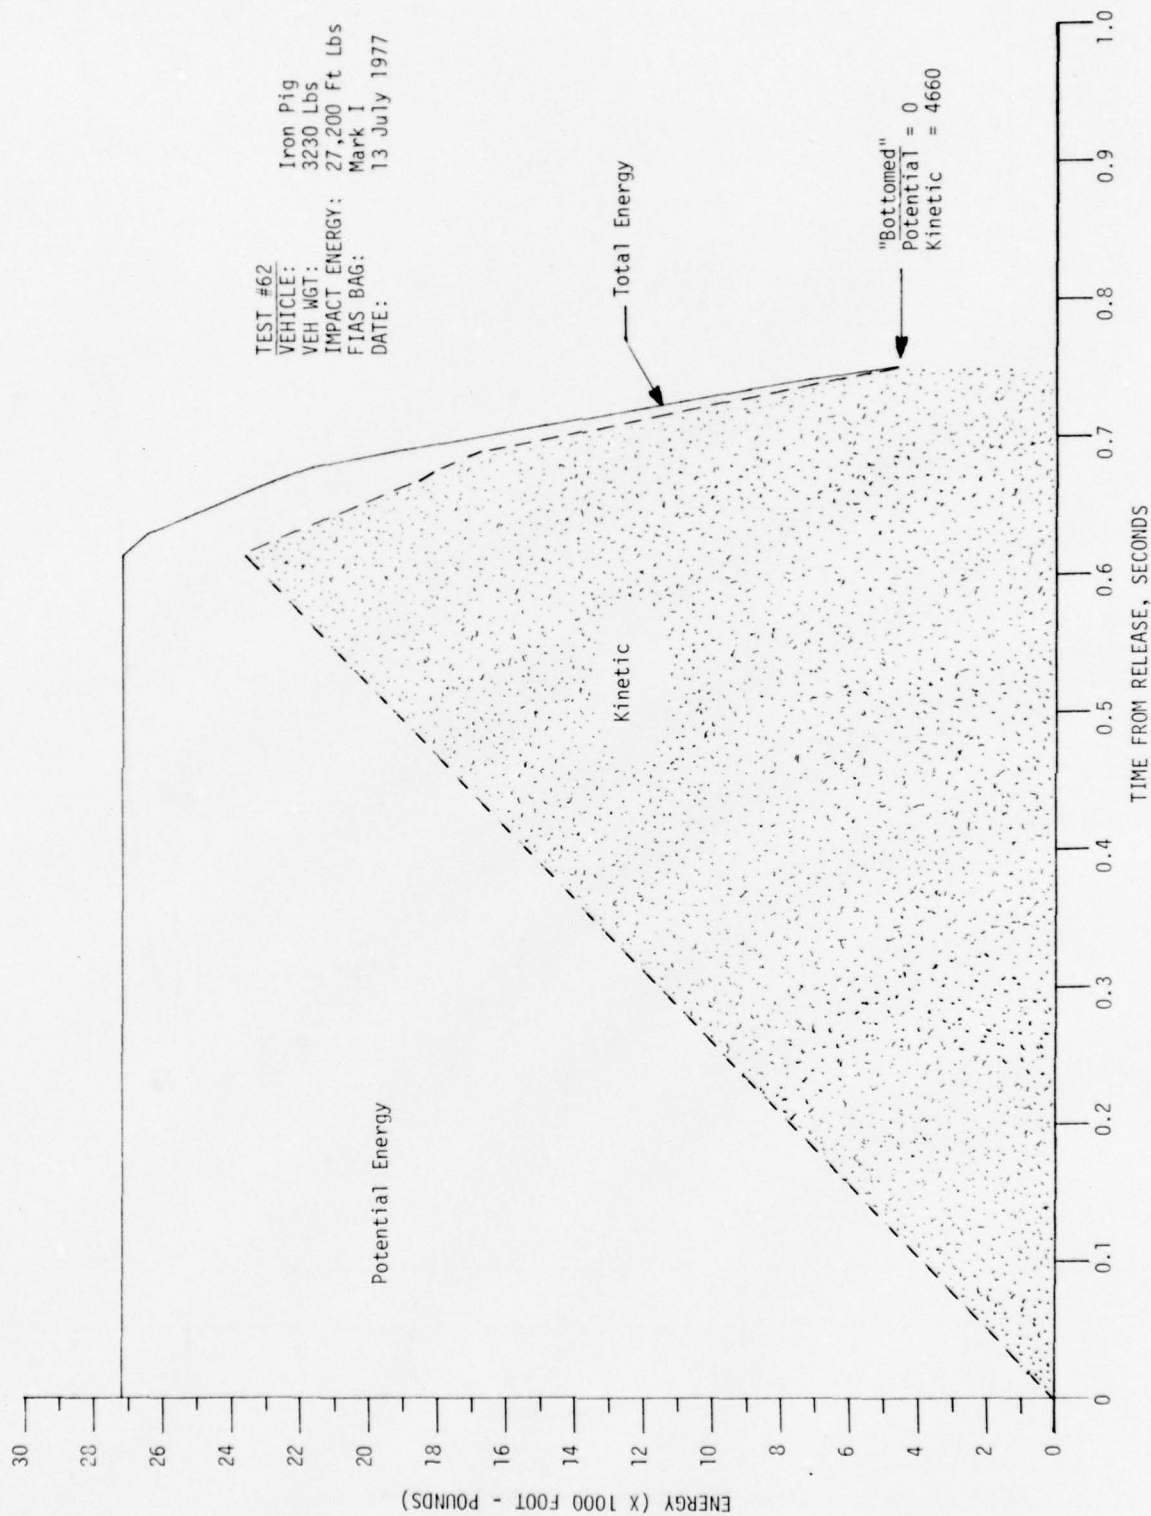 TEST #62
VEHICLE: Iron Pig
VEH WGT: 3230 Lbs
IMPACT ENERGY: 27,200 Ft Lbs
FIAS BAG: Mark I
DATE: 13 July 1977
Total Energy
"Bottomed"
Potential = 0
Kinetic = 4660
Kinetic
Potential Energy
ENERGY (X 1000 FOOT - POUNDS)
30
28
26
24
22
20
18
16
14
12
10
8
6
4
2
0
0
0.1
0.2
0.3
0.4
0.5
0.6
0.7
0.8
0.9
1.0
TIME FROM RELEASE, SECONDS